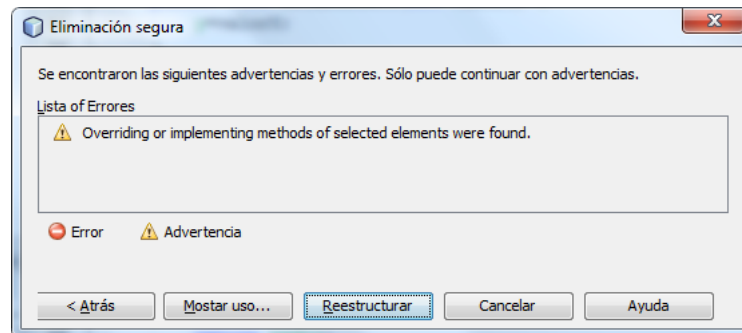 Eliminación segura
Se encontraron las siguientes advertencias y errores. Sólo puede continuar con advertencias.
Lista of Errores
Overriding or implementing methods of selected elements were found.
Error Advertencia
< Atrás Mostar uso... Reestructurar Cancelar Ayuda